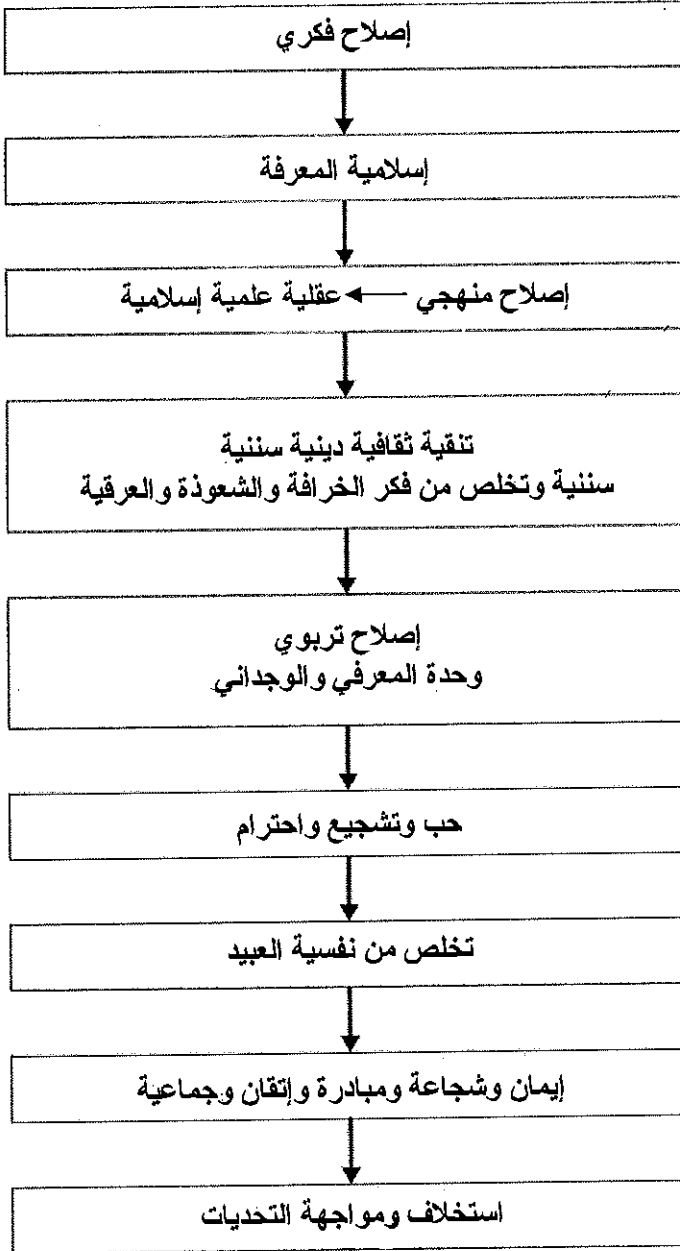 إصلاح فكري
إسلامية المعرفة
إصلاح منهجي ← عقلية علمية إسلامية
تنقية ثقافية دينية سننية
سننية وتخلص من فكر الخرافة والشعوذة والعرقية
إصلاح تربوي
وحدة المعرفي والوجداني
حب وتشجيع واحترام
تخلص من نفسية العبيد
إيمان وشجاعة ومبادرة وإتقان وجماعية
استخلاف ومواجهة التحديات